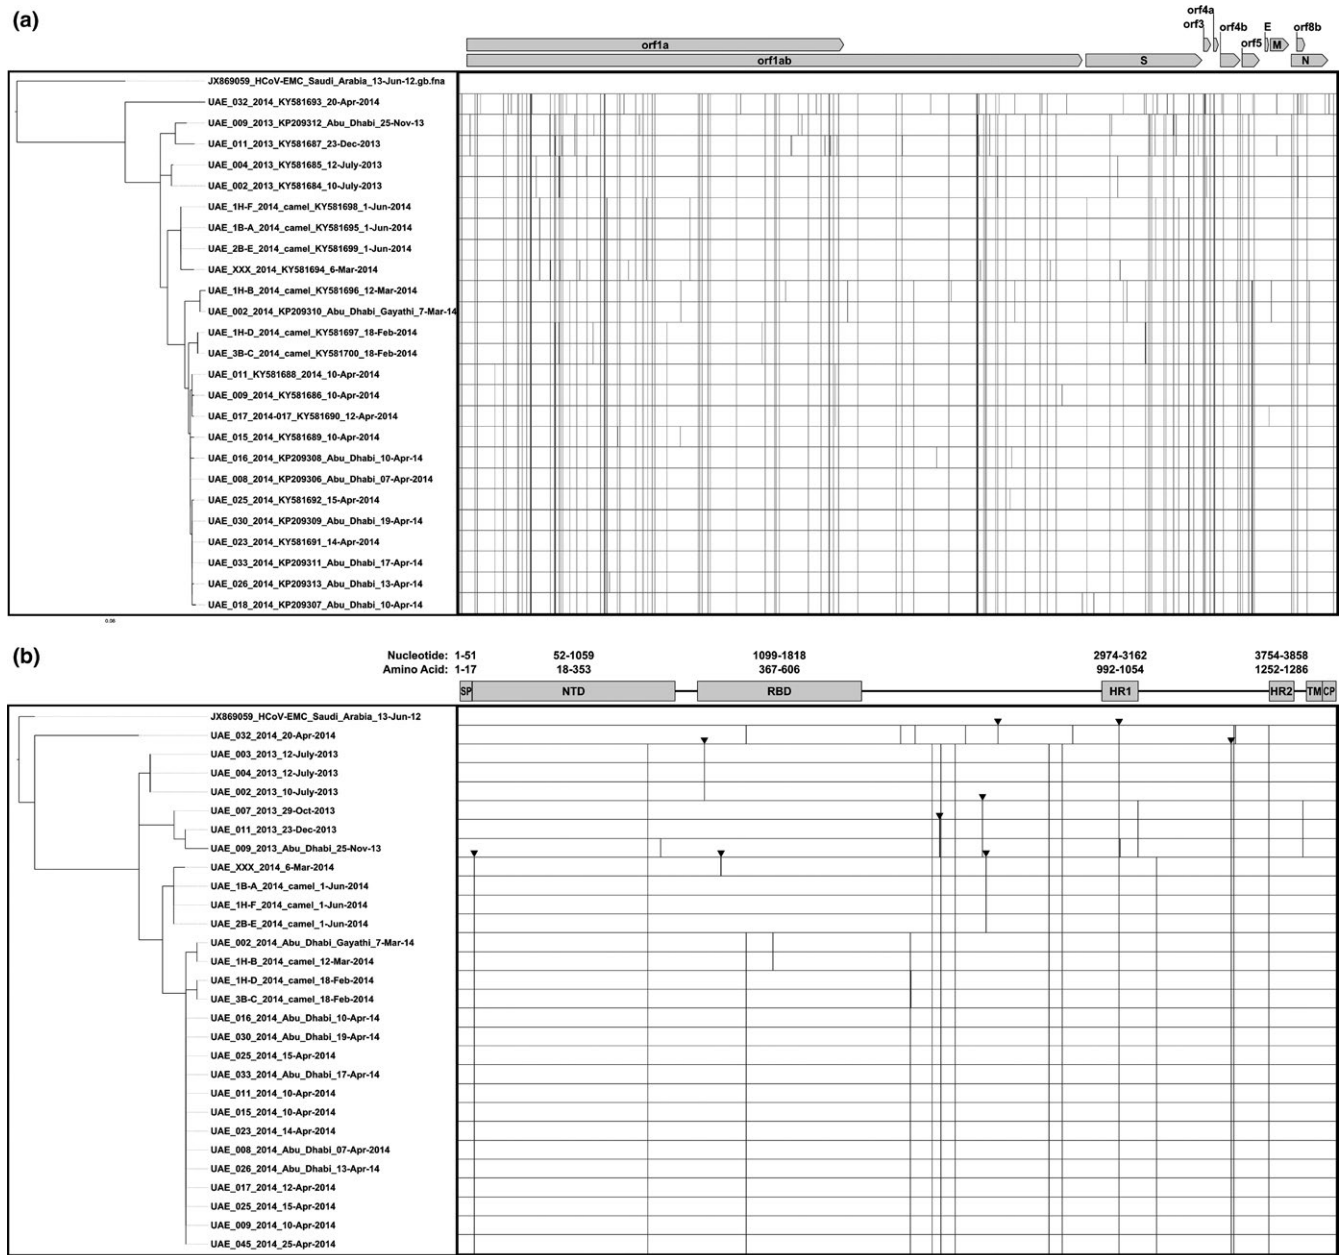 (a)
orf4a
orf3 orf4b E orf8b
orf1a orf5 M
orf1ab S N
JX869059_HCoV-EMC_Saudi_Arabia_13-Jun-12.gb.fna
UAE_032_2014_KY581693_20-Apr-2014
UAE_009_2013_KP209312_Abu_Dhabi_25-Nov-13
UAE_011_2013_KY581687_23-Dec-2013
UAE_004_2013_KY581685_12-July-2013
UAE_002_2013_KY581684_10-July-2013
UAE_1H-F_2014_camel_KY581698_1-Jun-2014
UAE_1B-A_2014_camel_KY581695_1-Jun-2014
UAE_2B-E_2014_camel_KY581699_1-Jun-2014
UAE_XXX_2014_KY581694_6-Mar-2014
UAE_1H-B_2014_camel_KY581696_12-Mar-2014
UAE_002_2014_KP209310_Abu_Dhabi_Gayathi_7-Mar-14
UAE_1H-D_2014_camel_KY581697_18-Feb-2014
UAE_3B-C_2014_camel_KY581700_18-Feb-2014
UAE_011_KY581688_2014_10-Apr-2014
UAE_009_2014_KY581686_10-Apr-2014
UAE_017_2014-017_KY581690_12-Apr-2014
UAE_015_2014_KY581689_10-Apr-2014
UAE_016_2014_KP209308_Abu_Dhabi_10-Apr-14
UAE_008_2014_KP209306_Abu_Dhabi_07-Apr-2014
UAE_025_2014_KY581692_15-Apr-2014
UAE_030_2014_KP209309_Abu_Dhabi_19-Apr-14
UAE_023_2014_KY581691_14-Apr-2014
UAE_033_2014_KP209311_Abu_Dhabi_17-Apr-14
UAE_026_2014_KP209313_Abu_Dhabi_13-Apr-14
UAE_018_2014_KP209307_Abu_Dhabi_10-Apr-14
(b)
Nucleotide: 1-51 52-1059 1099-1818 2974-3162 3754-3858
Amino Acid: 1-17 18-353 367-606 992-1054 1252-1286
SP NTD RBD HR1 HR2 TM CP
JX869059_HCoV-EMC_Saudi_Arabia_13-Jun-12
UAE_032_2014_20-Apr-2014
UAE_003_2013_12-July-2013
UAE_004_2013_12-July-2013
UAE_002_2013_10-July-2013
UAE_007_2013_29-Oct-2013
UAE_011_2013_23-Dec-2013
UAE_009_2013_Abu_Dhabi_25-Nov-13
UAE_XXX_2014_6-Mar-2014
UAE_1B-A_2014_camel_1-Jun-2014
UAE_1H-F_2014_camel_1-Jun-2014
UAE_2B-E_2014_camel_1-Jun-2014
UAE_002_2014_Abu_Dhabi_Gayathi_7-Mar-14
UAE_1H-B_2014_camel_12-Mar-2014
UAE_1H-D_2014_camel_18-Feb-2014
UAE_3B-C_2014_camel_18-Feb-2014
UAE_016_2014_Abu_Dhabi_10-Apr-14
UAE_030_2014_Abu_Dhabi_19-Apr-14
UAE_025_2014_15-Apr-2014
UAE_033_2014_Abu_Dhabi_17-Apr-14
UAE_011_2014_10-Apr-2014
UAE_015_2014_10-Apr-2014
UAE_023_2014_14-Apr-2014
UAE_008_2014_Abu_Dhabi_07-Apr-2014
UAE_026_2014_Abu_Dhabi_13-Apr-14
UAE_017_2014_12-Apr-2014
UAE_025_2014_15-Apr-2014
UAE_009_2014_10-Apr-2014
UAE_045_2014_25-Apr-2014